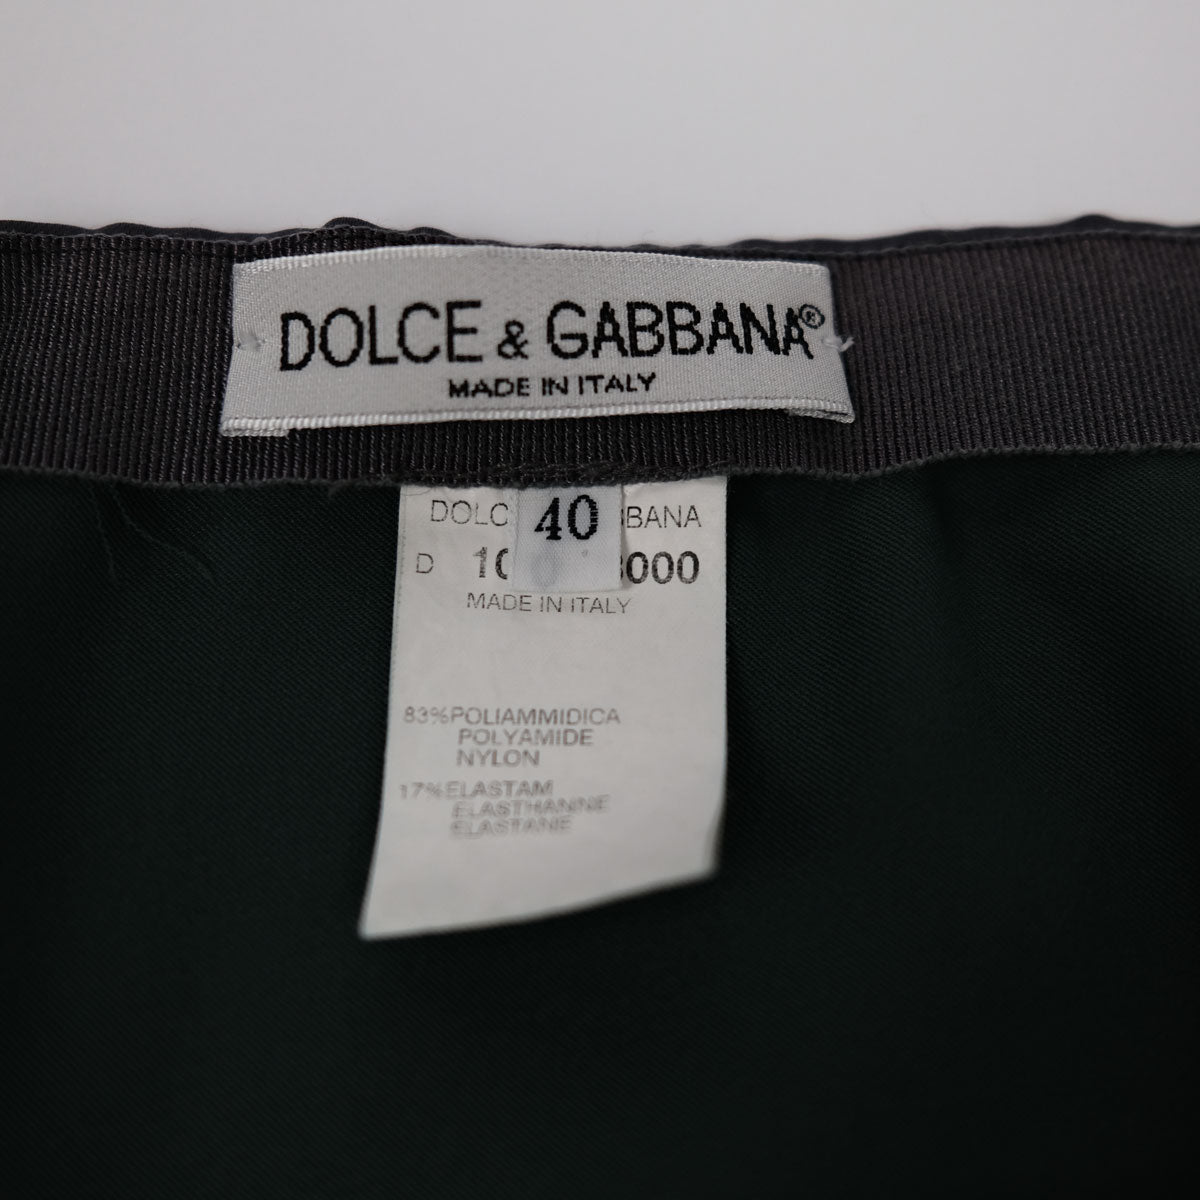 DOLCE & GABBANA®
MADE IN ITALY
40
DOLC BBANA
D 10 000
MADE IN ITALY
83%POLIAMMIDICA
POLYAMIDE
NYLON
17%ELASTAM
ELASTHANNE
ELASTANE